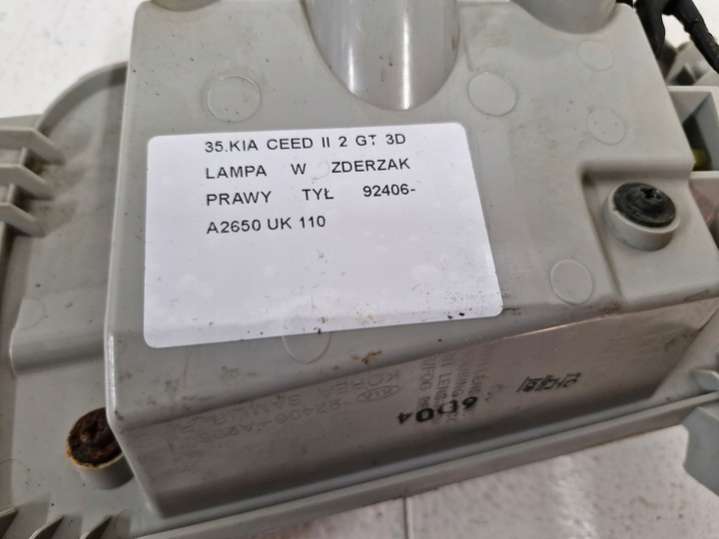 35.KIA CEED II 2 GT 3D
LAMPA W ZDERZAK
PRAWY TYŁ 92406-
A2650 UK 110
6D04